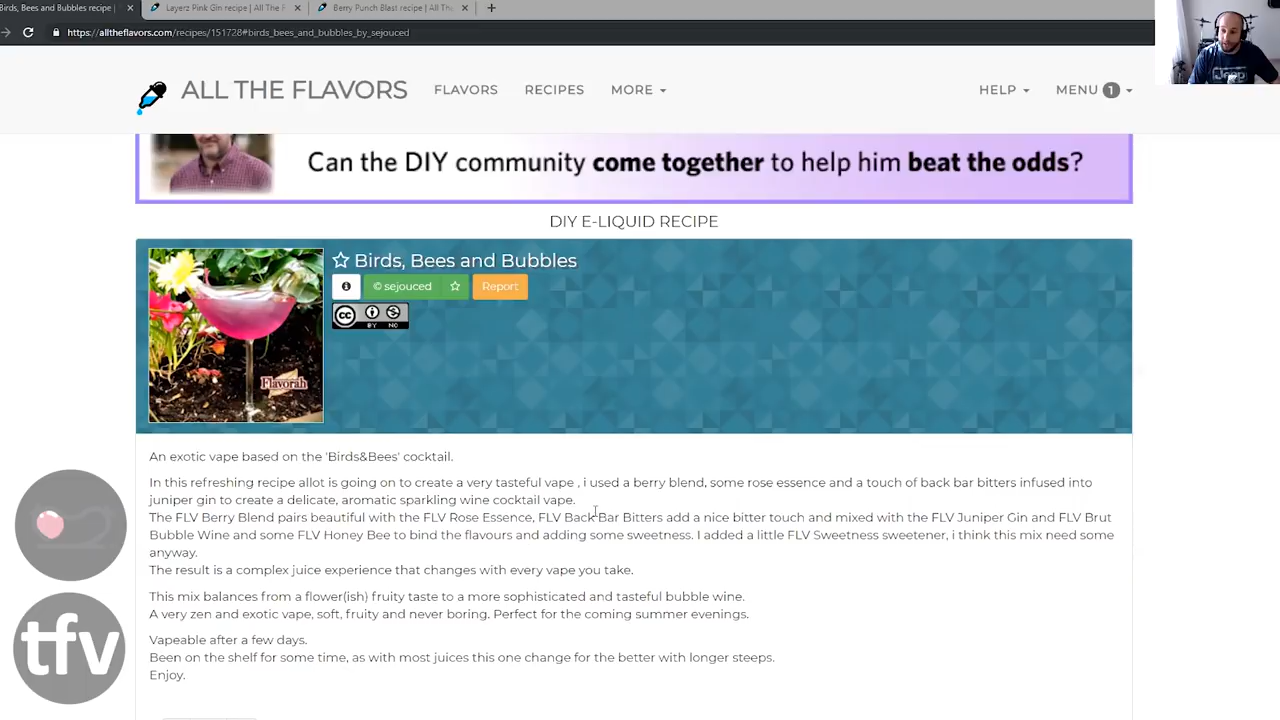 Birds, Bees and Bubbles recipe |
Layerz Pink Gin recipe | All The F
Berry Punch Blast recipe | All The
https://alltheflavors.com/recipes/151728#birds_bees_and_bubbles_by_sejouced
ALL THE FLAVORS
FLAVORS
RECIPES
MORE
HELP
MENU 1
Can the DIY community come together to help him beat the odds?
DIY E-LIQUID RECIPE
Birds, Bees and Bubbles
© sejouced
Report
cc
BY NC
Flavorah
An exotic vape based on the 'Birds&Bees' cocktail.
In this refreshing recipe allot is going on to create a very tasteful vape , i used a berry blend, some rose essence and a touch of back bar bitters infused into
juniper gin to create a delicate, aromatic sparkling wine cocktail vape.
The FLV Berry Blend pairs beautiful with the FLV Rose Essence, FLV Back Bar Bitters add a nice bitter touch and mixed with the FLV Juniper Gin and FLV Brut
Bubble Wine and some FLV Honey Bee to bind the flavours and adding some sweetness. I added a little FLV Sweetness sweetener, i think this mix need some
anyway.
The result is a complex juice experience that changes with every vape you take.
This mix balances from a flower(ish) fruity taste to a more sophisticated and tasteful bubble wine.
A very zen and exotic vape, soft, fruity and never boring. Perfect for the coming summer evenings.
Vapeable after a few days.
Been on the shelf for some time, as with most juices this one change for the better with longer steeps.
Enjoy.
tfv
Jeep